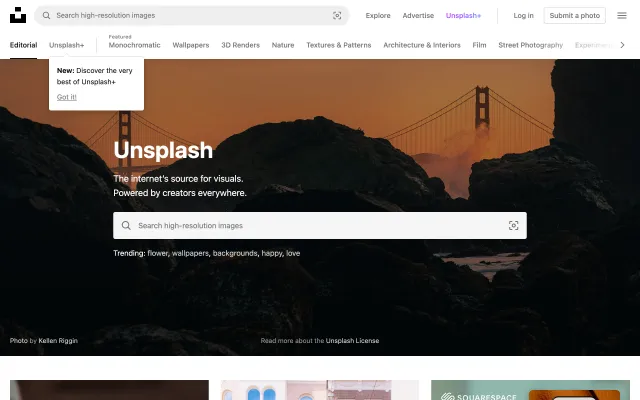 Search high-resolution images
Explore
Advertise
Unsplash+
Log in
Submit a photo
Editorial
Unsplash+
Featured
Monochromatic
Wallpapers
3D Renders
Nature
Textures & Patterns
Architecture & Interiors
Film
Street Photography
New: Discover the very
best of Unsplash+
Got it!
Unsplash
The internet's source for visuals.
Powered by creators everywhere.
Search high-resolution images
Trending: flower, wallpapers, backgrounds, happy, love
Photo by Kellen Riggin
Read more about the Unsplash License
SQUARESPACE